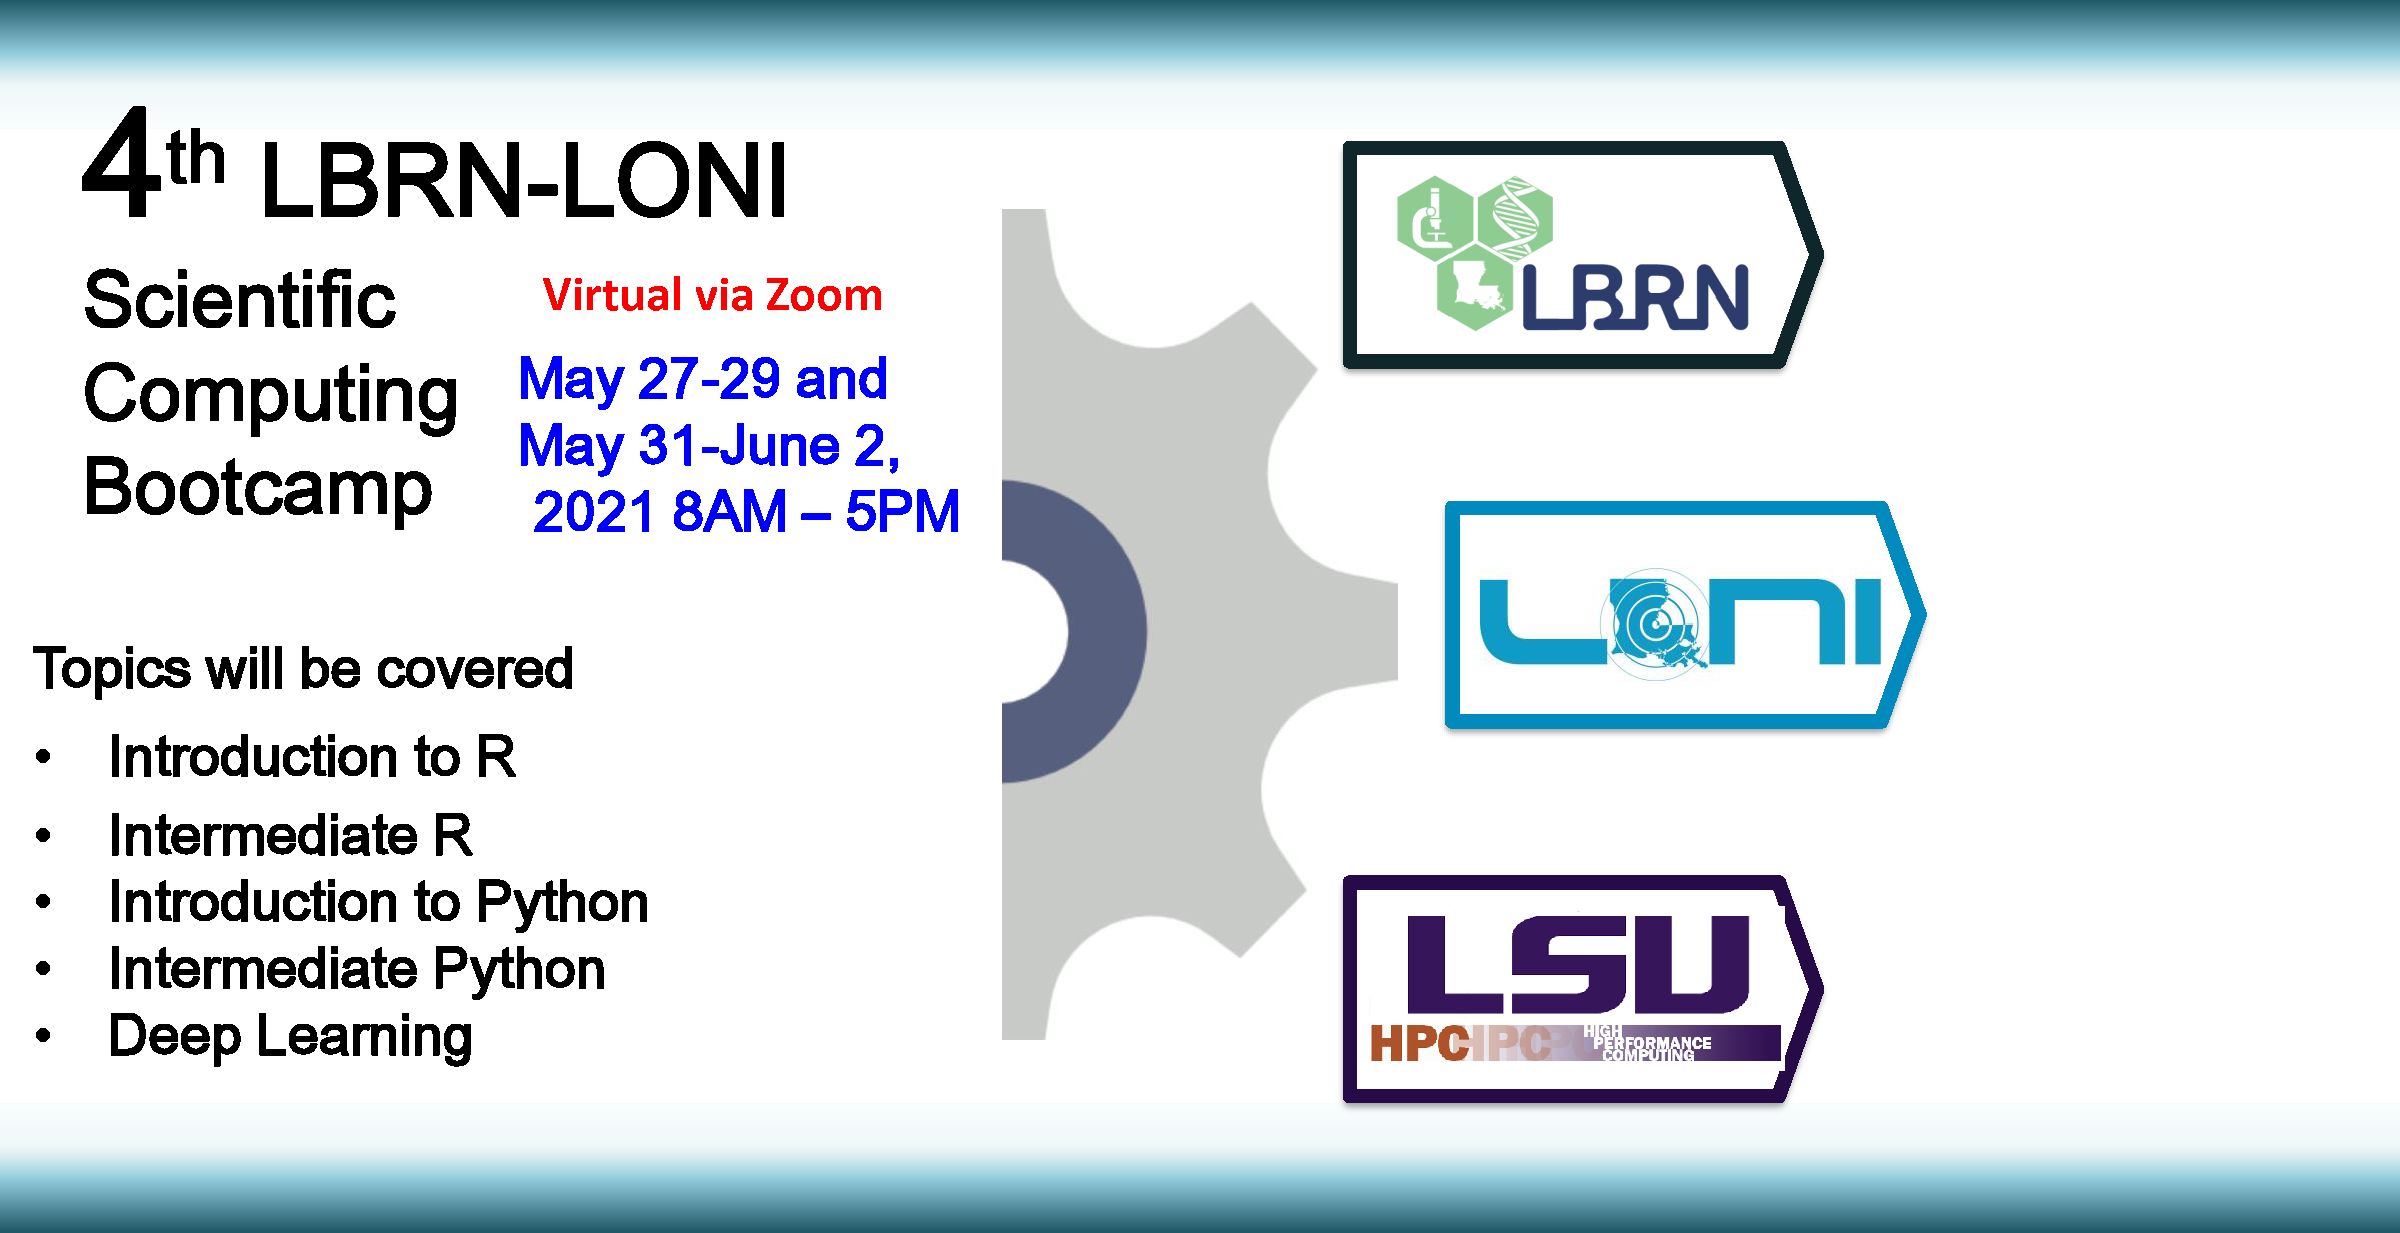 4th LBRN-LONI
Scientific
Computing
Bootcamp
Virtual via Zoom
May 27-29 and
May 31-June 2,
2021 8AM – 5PM
Topics will be covered
• Introduction to R
• Intermediate R
• Introduction to Python
• Intermediate Python
• Deep Learning
LBRN
LONI
LSU
HPC
HIGH
PERFORMANCE
COMPUTING